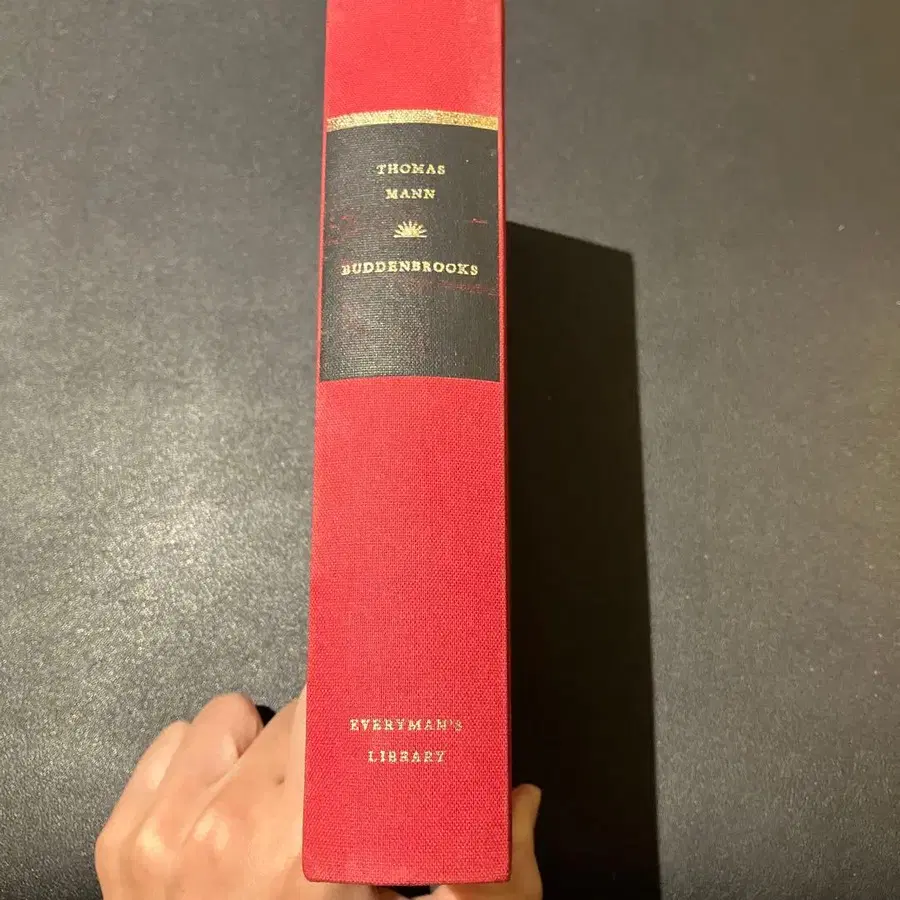 THOMAS
MANN
BUDDENBROOKS
EVERYMAN'S
LIBRARY